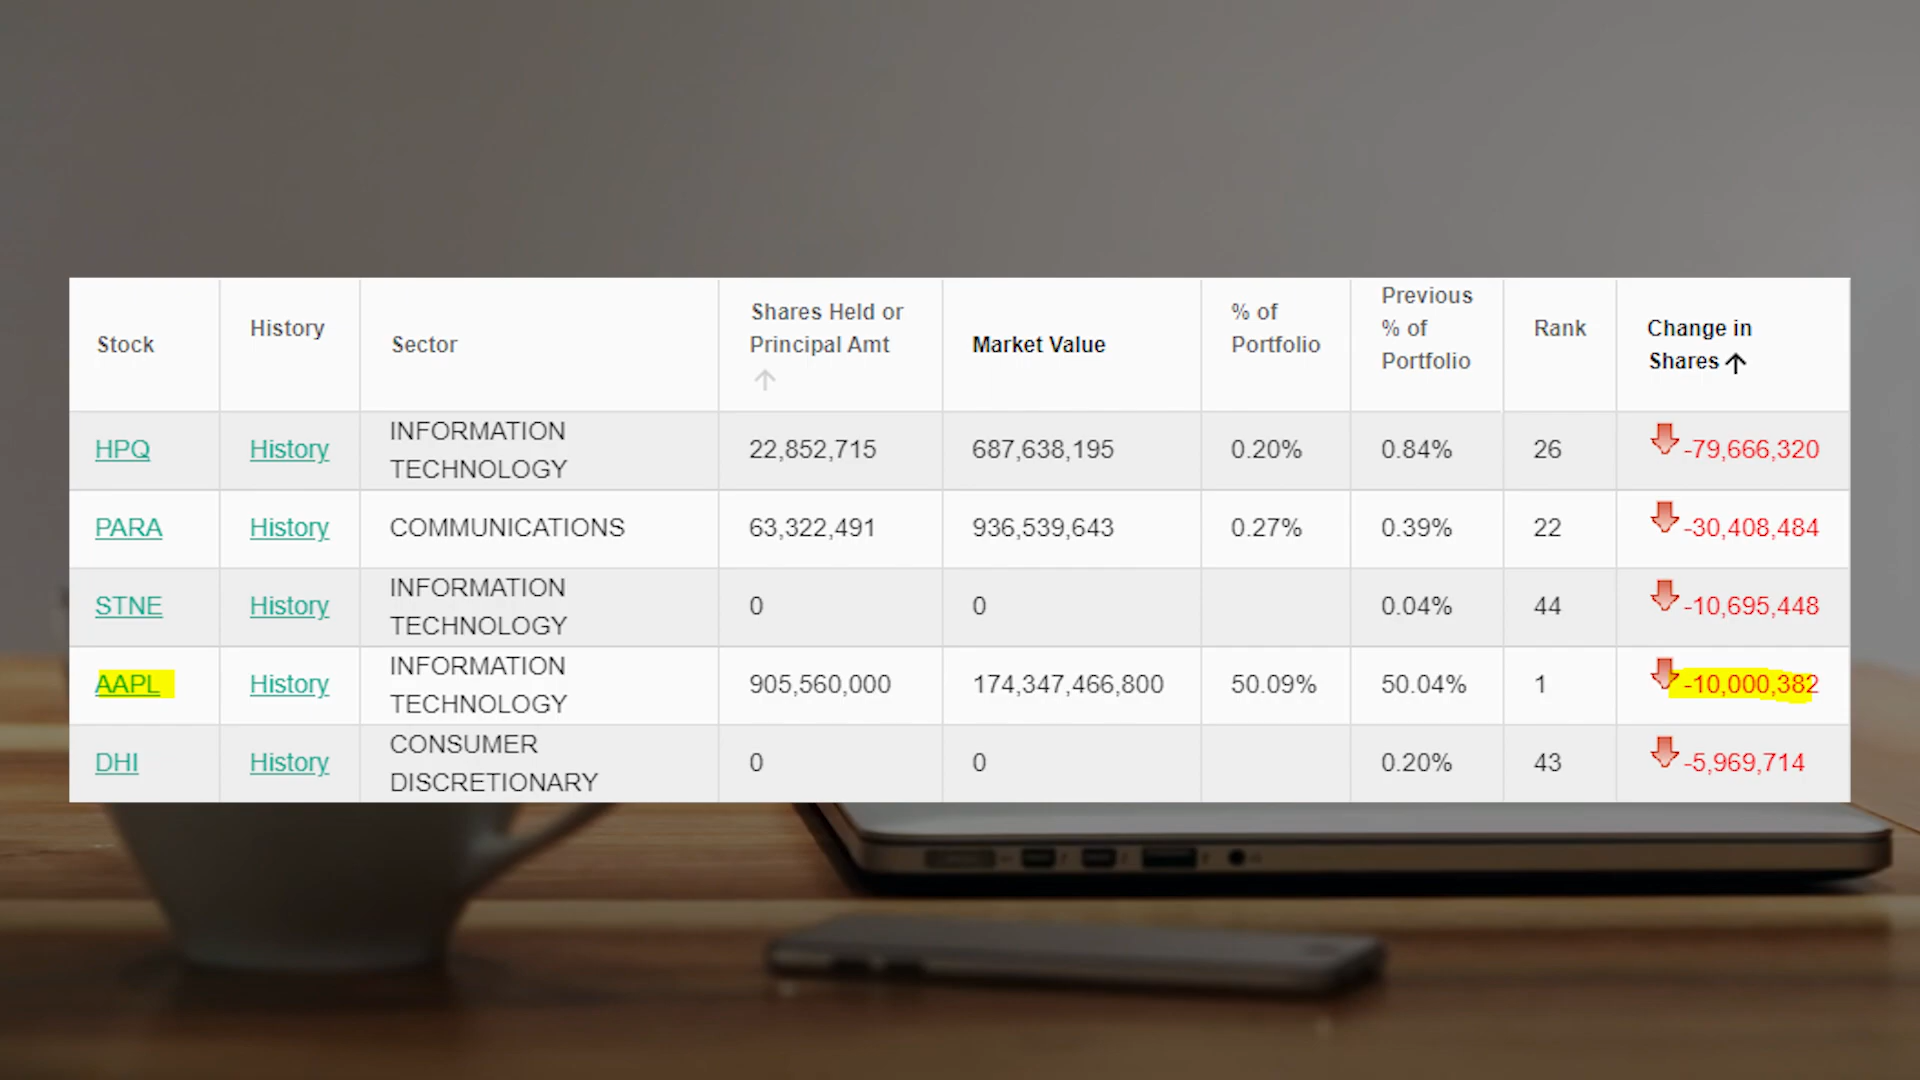 Stock
History
Sector
Shares Held or
Principal Amt
Market Value
% of
Portfolio
Previous
% of
Portfolio
Rank
Change in
Shares
HPQ
History
INFORMATION
TECHNOLOGY
22,852,715
687,638,195
0.20%
0.84%
26
-79,666,320
PARA
History
COMMUNICATIONS
63,322,491
936,539,643
0.27%
0.39%
22
-30,408,484
STNE
History
INFORMATION
TECHNOLOGY
0
0
0.04%
44
-10,695,448
AAPL
History
INFORMATION
TECHNOLOGY
905,560,000
174,347,466,800
50.09%
50.04%
1
-10,000,382
DHI
History
CONSUMER
DISCRETIONARY
0
0
0.20%
43
-5,969,714